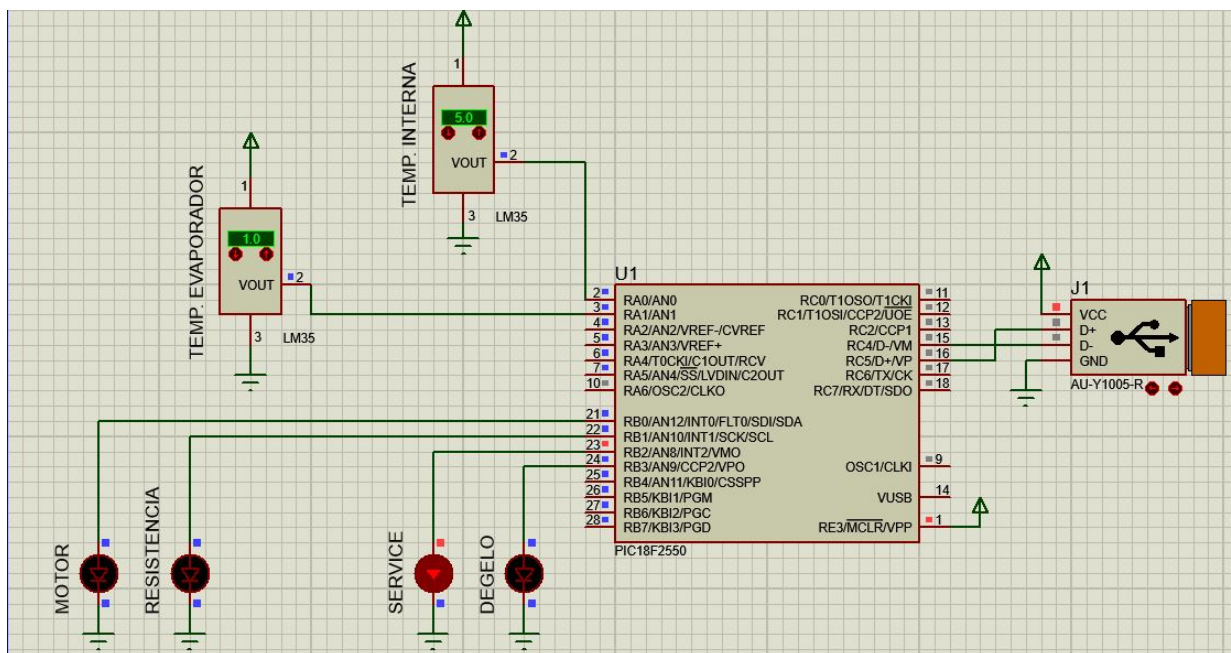 1
TEMP. INTERNA
5.0
VOUT
2
3
LM35
1
TEMP. EVAPORADOR
1.0
VOUT
2
3
LM35
U1
2 RA0/AN0
3 RA1/AN1
4 RA2/AN2/VREF-/CVREF
5 RA3/AN3/VREF+
6 RA4/T0CKI/C1OUT/RCV
7 RA5/AN4/SS/LVDIN/C2OUT
10 RA6/OSC2/CLKO
21 RB0/AN12/INT0/FLT0/SDI/SDA
22 RB1/AN10/INT1/SCK/SCL
23 RB2/AN8/INT2/VMO
24 RB3/AN9/CCP2/VPO
25 RB4/AN11/KBI0/CSSPP
26 RB5/KBI1/PGM
27 RB6/KBI2/PGC
28 RB7/KBI3/PGD
RC0/T1OSO/T1CKI 11
RC1/T1OSI/CCP2/UOE 12
RC2/CCP1 13
RC4/D-/VM 15
RC5/D+/VP 16
RC6/TX/CK 17
RC7/RX/DT/SDO 18
OSC1/CLKI 9
VUSB 14
RE3/MCLR/VPP 1
PIC18F2550
J1
VCC
D+
D-
GND
AU-Y1005-R
MOTOR
RESISTENCIA
SERVICE
DEGELO